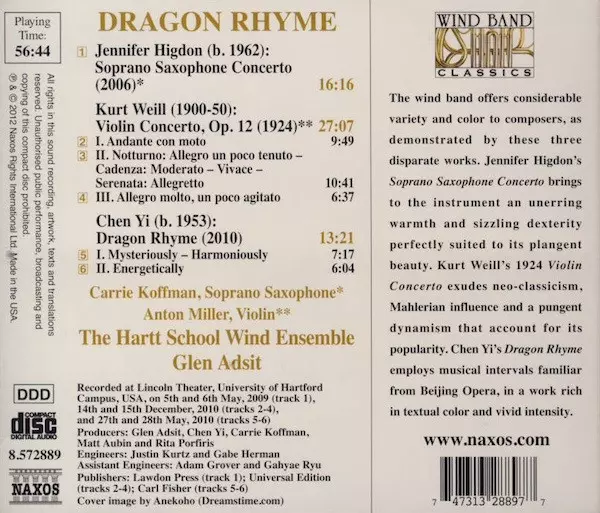 Playing
Time:
56:44
All rights in this sound recording, artwork, texts and translations
reserved. Unauthorised public performance, broadcasting and
copying of this compact disc prohibited.
℗ & © 2012 Naxos Rights International Ltd. Made in the USA.
DDD
COMPACT
disc
DIGITAL AUDIO
8.572889
NAXOS
DRAGON RHYME
1 Jennifer Higdon (b. 1962):
Soprano Saxophone Concerto
(2006)* 16:16
Kurt Weill (1900-50):
Violin Concerto, Op. 12 (1924)** 27:07
2 I. Andante con moto 9:49
3 II. Notturno: Allegro un poco tenuto –
Cadenza: Moderato – Vivace –
Serenata: Allegretto 10:41
4 III. Allegro molto, un poco agitato 6:37
Chen Yi (b. 1953):
Dragon Rhyme (2010) 13:21
5 I. Mysteriously – Harmoniously 7:17
6 II. Energetically 6:04
Carrie Koffman, Soprano Saxophone*
Anton Miller, Violin**
The Hartt School Wind Ensemble
Glen Adsit
Recorded at Lincoln Theater, University of Hartford
Campus, USA, on 5th and 6th May, 2009 (track 1),
14th and 15th December, 2010 (tracks 2-4),
and 27th and 28th May, 2010 (tracks 5-6)
Producers: Glen Adsit, Chen Yi, Carrie Koffman,
Matt Aubin and Rita Porfiris
Engineers: Justin Kurtz and Gabe Herman
Assistant Engineers: Adam Grover and Gahyae Ryu
Publishers: Lawdon Press (track 1); Universal Edition
(tracks 2-4); Carl Fisher (tracks 5-6)
Cover image by Anekoho (Dreamstime.com)
WIND BAND
CLASSICS
The wind band offers considerable
variety and color to composers, as
demonstrated by these three
disparate works. Jennifer Higdon's
Soprano Saxophone Concerto brings
to the instrument an unerring
warmth and sizzling dexterity
perfectly suited to its plangent
beauty. Kurt Weill's 1924 Violin
Concerto exudes neo-classicism,
Mahlerian influence and a pungent
dynamism that account for its
popularity. Chen Yi's Dragon Rhyme
employs musical intervals familiar
from Beijing Opera, in a work rich
in textual color and vivid intensity.
www.naxos.com
7 47313 28897 7